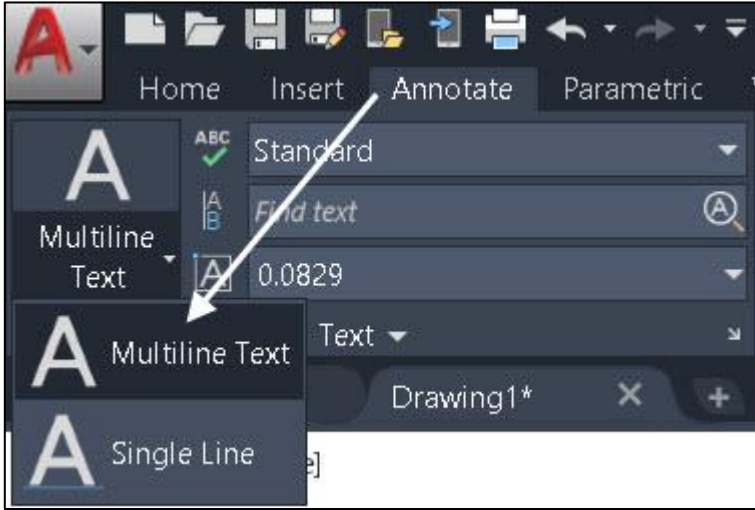 Home Insert Annotate Parametric
ABC Standard
A
B Find text
Multiline
Text
A 0.0829
Text
Multiline Text
Drawing1*
Single Line
e]